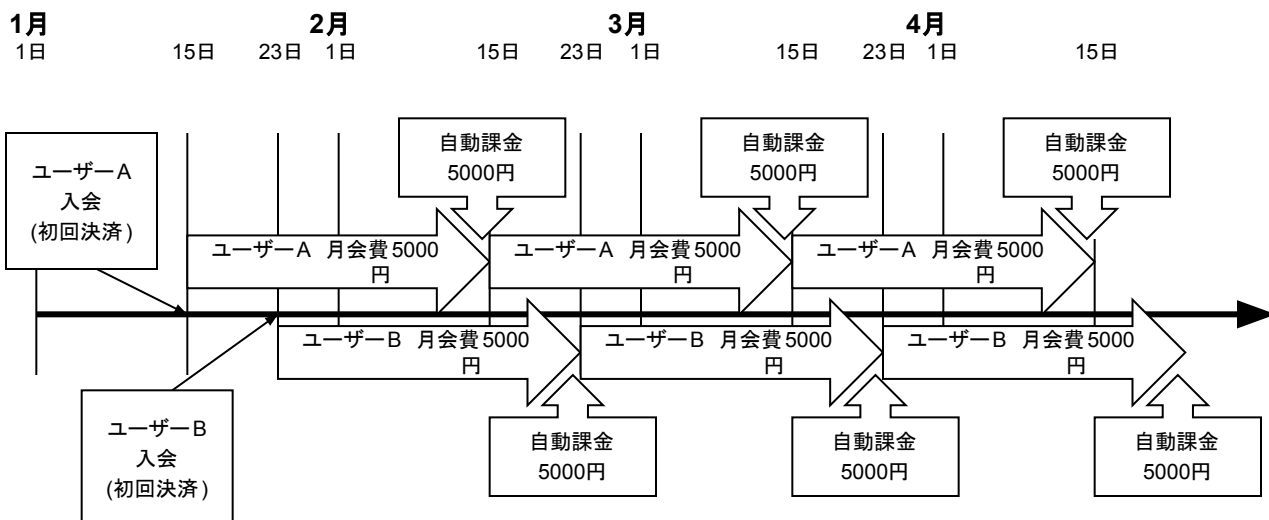 1月 2月 3月 4月
1日 15日 23日 1日 15日 23日 1日 15日 23日 1日 15日
自動課金
5000円
自動課金
5000円
自動課金
5000円
ユーザーA
入会
(初回決済)
ユーザーA 月会費5000
円
ユーザーA 月会費5000
円
ユーザーA 月会費5000
円
ユーザーB 月会費5000
円
ユーザーB 月会費5000
円
ユーザーB 月会費5000
円
ユーザーB
入会
(初回決済)
自動課金
5000円
自動課金
5000円
自動課金
5000円